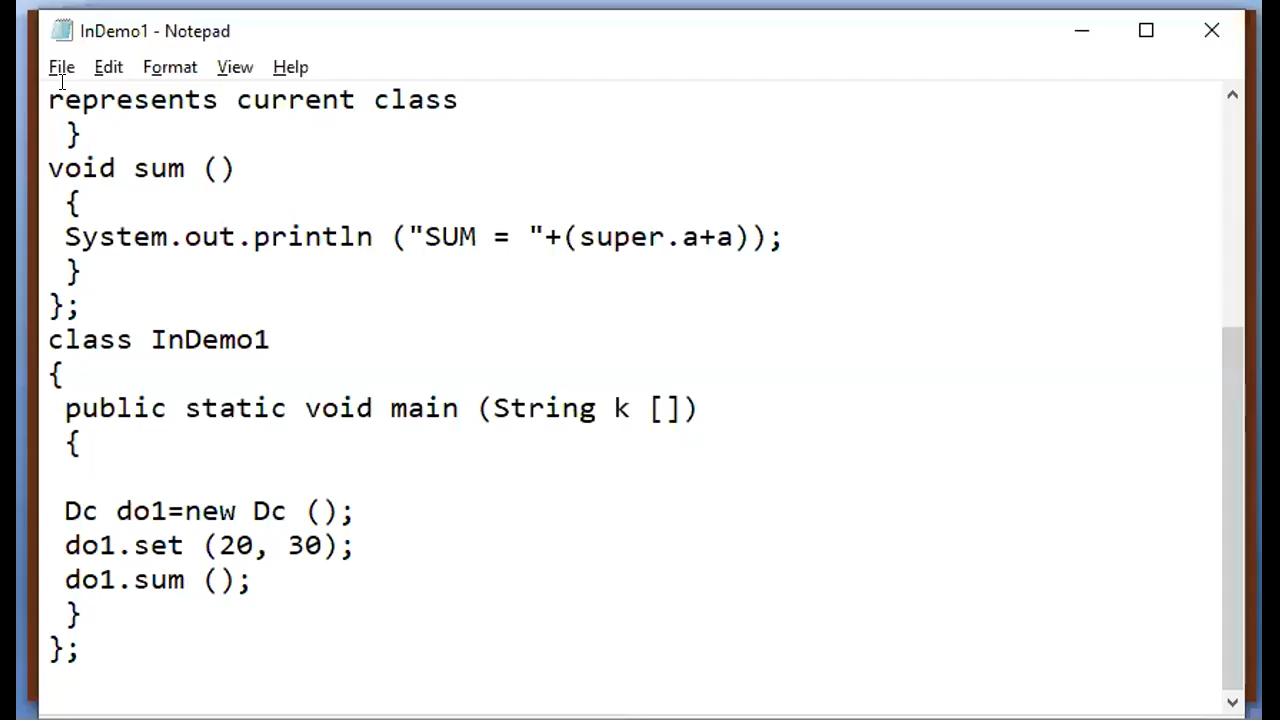 InDemo1 - Notepad
File Edit Format View Help
represents current class
}
void sum ()
{
System.out.println ("SUM = "+(super.a+a));
}
};
class InDemo1
{
public static void main (String k [])
{
Dc do1=new Dc ();
do1.set (20, 30);
do1.sum ();
}
};